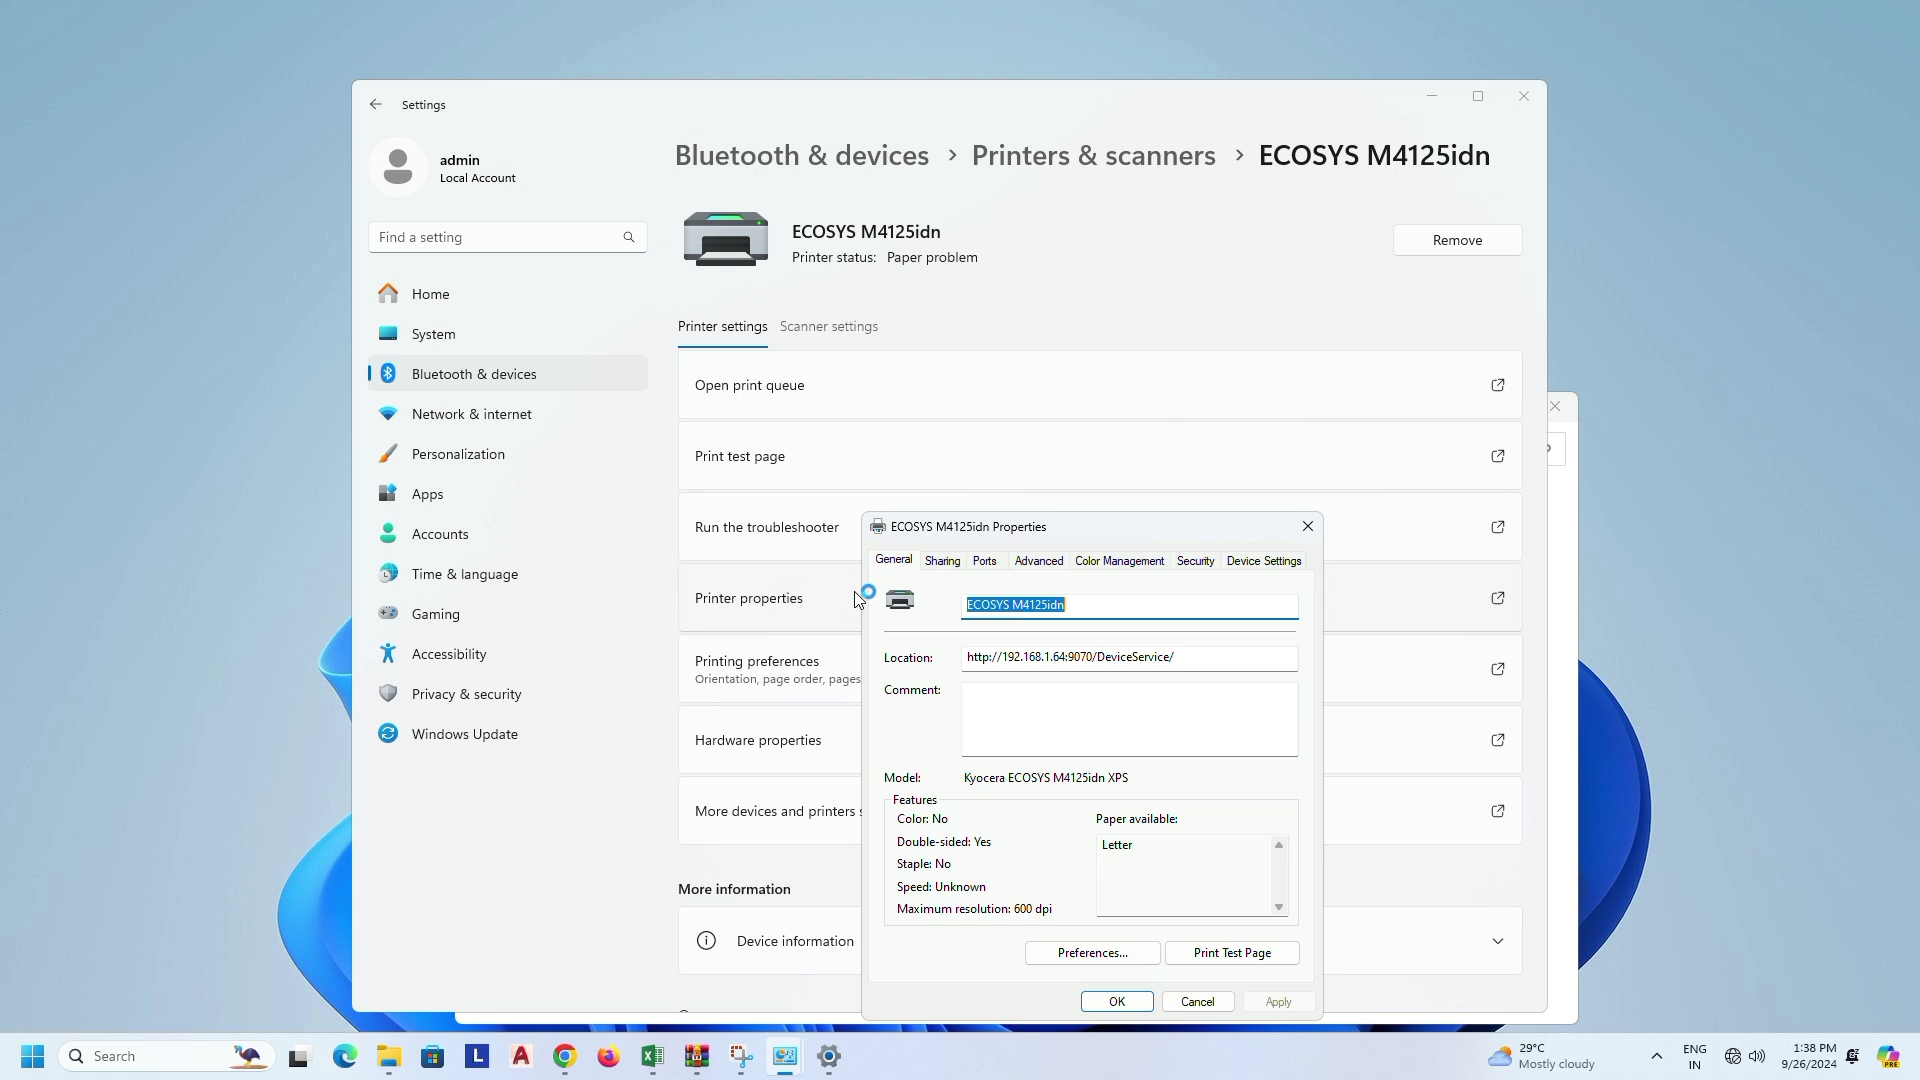 Settings
admin
Local Account
Find a setting
Home
System
Bluetooth & devices
Network & internet
Personalization
Apps
Accounts
Time & language
Gaming
Accessibility
Privacy & security
Windows Update
Bluetooth & devices > Printers & scanners > ECOSYS M4125idn
ECOSYS M4125idn
Printer status: Paper problem
Remove
Printer settings Scanner settings
Open print queue
Print test page
Run the troubleshooter
Printer properties
Printing preferences
Orientation, page order, pages
Hardware properties
More devices and printers s
More information
Device information
ECOSYS M4125idn Properties
General Sharing Ports Advanced Color Management Security Device Settings
ECOSYS M4125idn
Location: http://192.168.1.64:9070/DeviceService/
Comment:
Model: Kyocera ECOSYS M4125idn XPS
Features
Color: No
Double-sided: Yes
Staple: No
Speed: Unknown
Maximum resolution: 600 dpi
Paper available:
Letter
Preferences... Print Test Page
OK Cancel Apply
Search
L
A
29°C
Mostly cloudy
ENG
IN
1:38 PM
9/26/2024
PRE